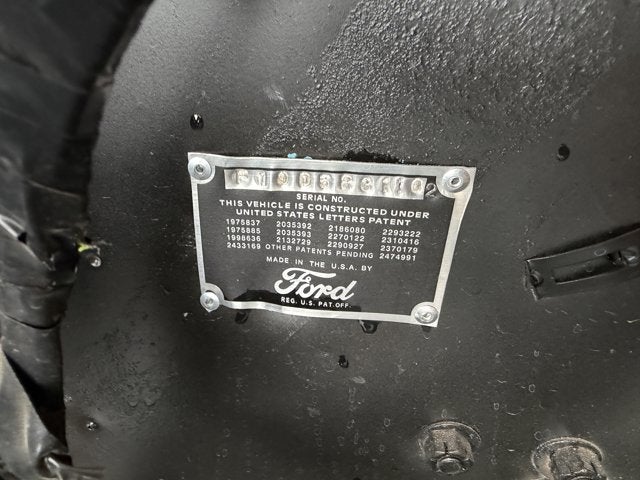 SERIAL NO.
THIS VEHICLE IS CONSTRUCTED UNDER
UNITED STATES LETTERS PATENT
1975837 2035392 2186080 2293222
1975885 2035393 2270122 2310416
1998636 2132729 2290927 2370179
2433169 OTHER PATENTS PENDING 2474991
MADE IN THE U.S.A. BY
Ford
REG. U.S. PAT. OFF.